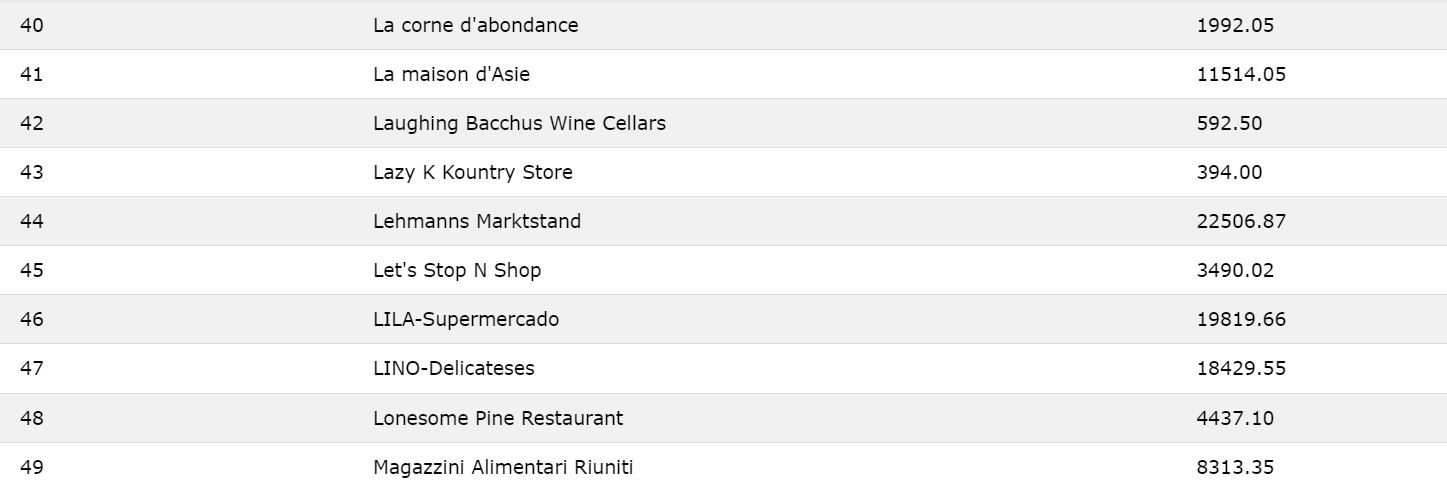 40 La corne d'abondance 1992.05
41 La maison d'Asie 11514.05
42 Laughing Bacchus Wine Cellars 592.50
43 Lazy K Kountry Store 394.00
44 Lehmanns Marktstand 22506.87
45 Let's Stop N Shop 3490.02
46 LILA-Supermercado 19819.66
47 LINO-Delicateses 18429.55
48 Lonesome Pine Restaurant 4437.10
49 Magazzini Alimentari Riuniti 8313.35